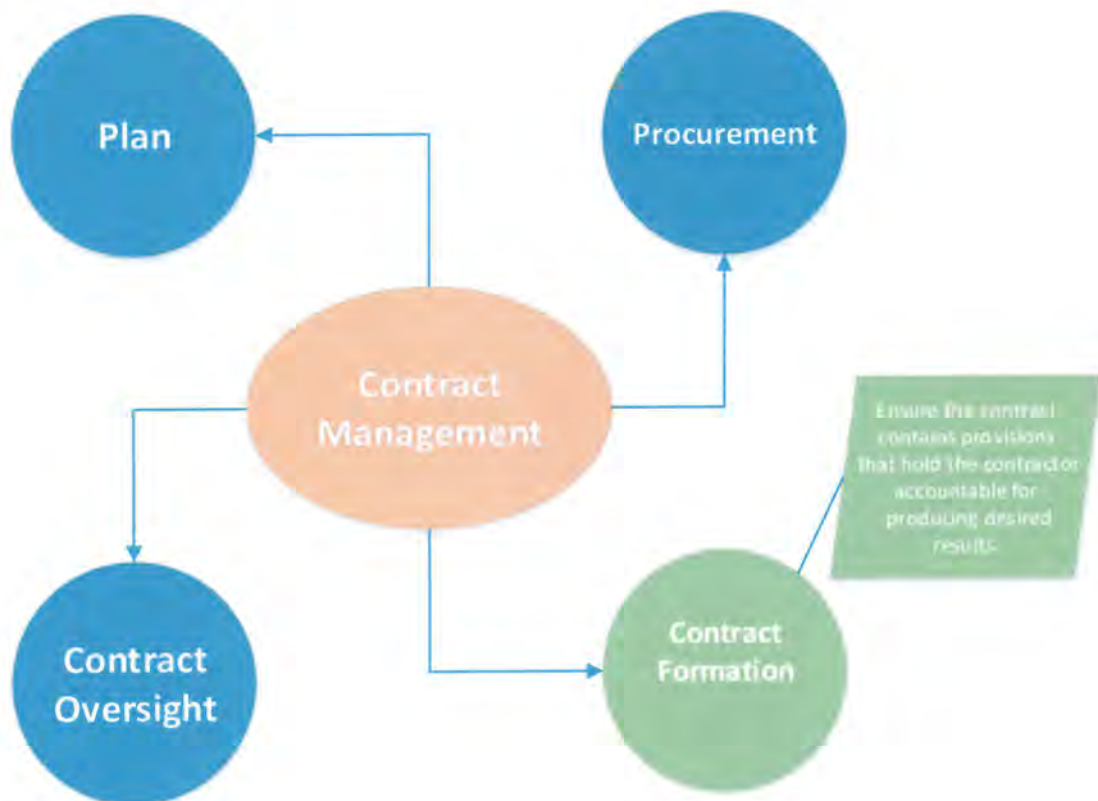 Plan
Procurement
Contract
Management
Ensure the contract
contains provisions
that hold the contractor
accountable for
producing desired
results.
Contract
Oversight
Contract
Formation